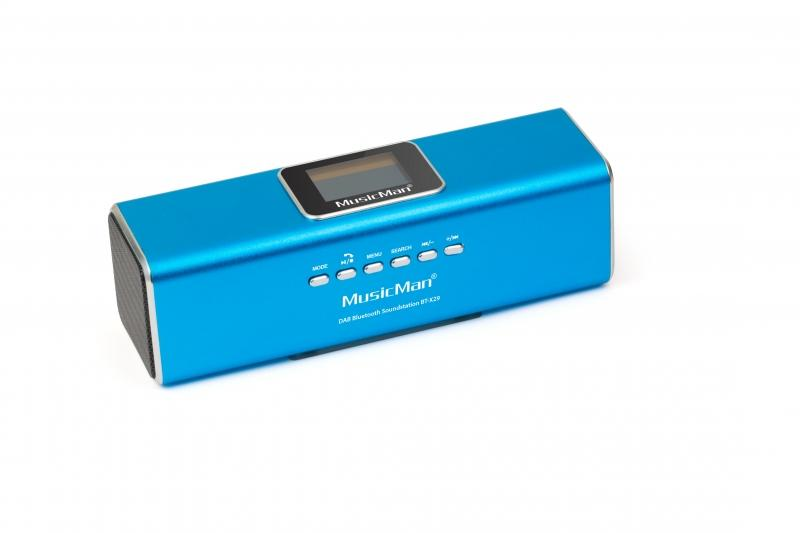 MusicMan®
MODE MENU SEARCH
MusicMan®
DAB Bluetooth Soundstation BT-X29